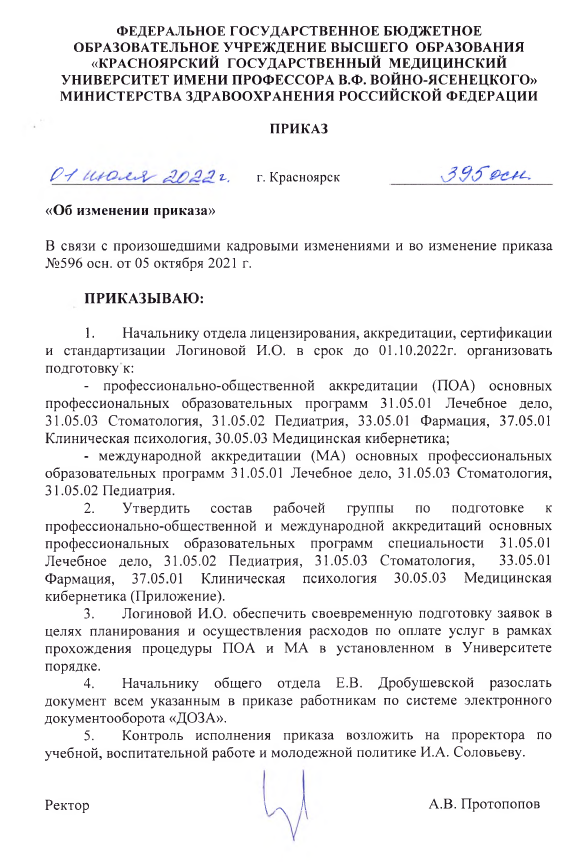 ФЕДЕРАЛЬНОЕ ГОСУДАРСТВЕННОЕ БЮДЖЕТНОЕ
ОБРАЗОВАТЕЛЬНОЕ УЧРЕЖДЕНИЕ ВЫСШЕГО ОБРАЗОВАНИЯ
«КРАСНОЯРСКИЙ ГОСУДАРСТВЕННЫЙ МЕДИЦИНСКИЙ
УНИВЕРСИТЕТ ИМЕНИ ПРОФЕССОРА В.Ф. ВОЙНО-ЯСЕНЕЦКОГО»
МИНИСТЕРСТВА ЗДРАВООХРАНЕНИЯ РОССИЙСКОЙ ФЕДЕРАЦИИ
ПРИКАЗ
01 июля 2022г. г. Красноярск 395 осн.
«Об изменении приказа»
В связи с произошедшими кадровыми изменениями и во изменение приказа
№596 осн. от 05 октября 2021 г.
ПРИКАЗЫВАЮ:
1. Начальнику отдела лицензирования, аккредитации, сертификации
и стандартизации Логиновой И.О. в срок до 01.10.2022г. организовать
подготовку к:
- профессионально-общественной аккредитации (ПОА) основных
профессиональных образовательных программ 31.05.01 Лечебное дело,
31.05.03 Стоматология, 31.05.02 Педиатрия, 33.05.01 Фармация, 37.05.01
Клиническая психология, 30.05.03 Медицинская кибернетика;
- международной аккредитации (МА) основных профессиональных
образовательных программ 31.05.01 Лечебное дело, 31.05.03 Стоматология,
31.05.02 Педиатрия.
2. Утвердить состав рабочей группы по подготовке к
профессионально-общественной и международной аккредитаций основных
профессиональных образовательных программ специальности 31.05.01
Лечебное дело, 31.05.02 Педиатрия, 31.05.03 Стоматология, 33.05.01
Фармация, 37.05.01 Клиническая психология 30.05.03 Медицинская
кибернетика (Приложение).
3. Логиновой И.О. обеспечить своевременную подготовку заявок в
целях планирования и осуществления расходов по оплате услуг в рамках
прохождения процедуры ПОА и МА в установленном в Университете
порядке.
4. Начальнику общего отдела Е.В. Дробушевской разослать
документ всем указанным в приказе работникам по системе электронного
документооборота «ДОЗА».
5. Контроль исполнения приказа возложить на проректора по
учебной, воспитательной работе и молодежной политике И.А. Соловьеву.
Ректор А.В. Протопопов